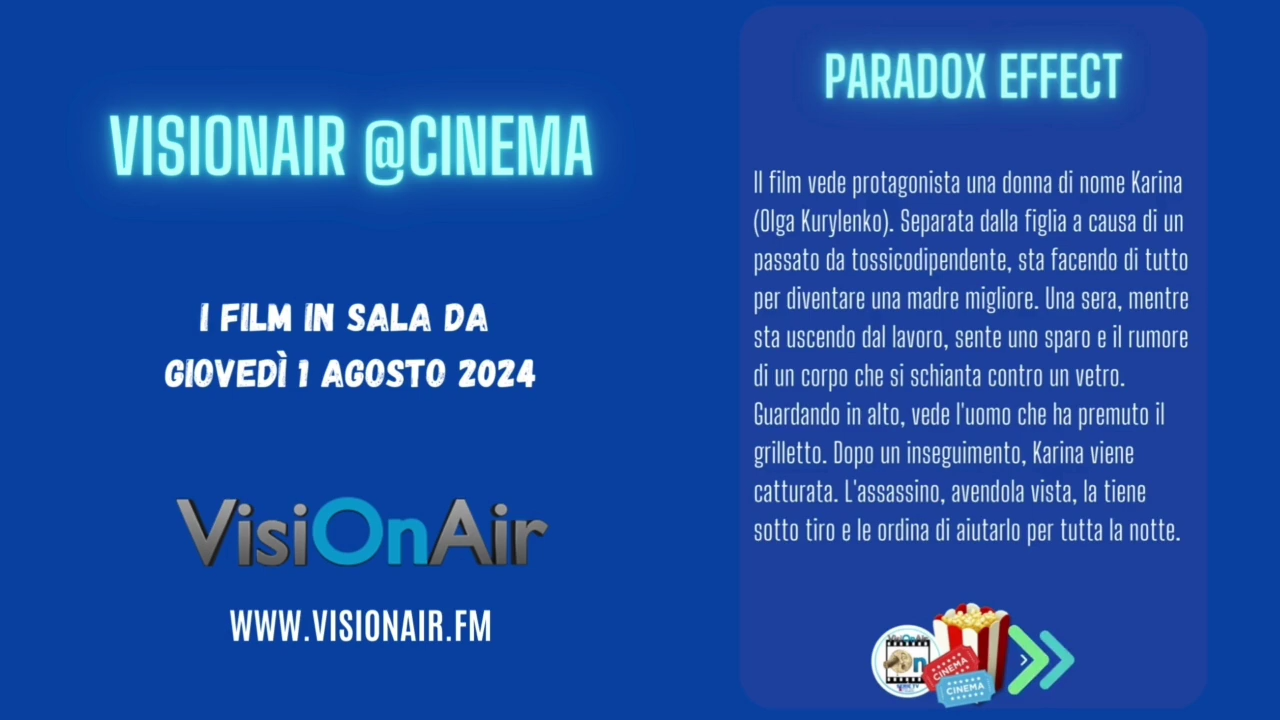 VISIONAIR @CINEMA
I FILM IN SALA DA
GIOVEDÌ 1 AGOSTO 2024
VisiOnAir
WWW.VISIONAIR.FM
PARADOX EFFECT
Il film vede protagonista una donna di nome Karina
(Olga Kurylenko). Separata dalla figlia a causa di un
passato da tossicodipendente, sta facendo di tutto
per diventare una madre migliore. Una sera, mentre
sta uscendo dal lavoro, sente uno sparo e il rumore
di un corpo che si schianta contro un vetro.
Guardando in alto, vede l'uomo che ha premuto il
grilletto. Dopo un inseguimento, Karina viene
catturata. L'assassino, avendola vista, la tiene
sotto tiro e le ordina di aiutarlo per tutta la notte.
VisiOnAir
On
SERIE TV
CINEMA
CINEMA